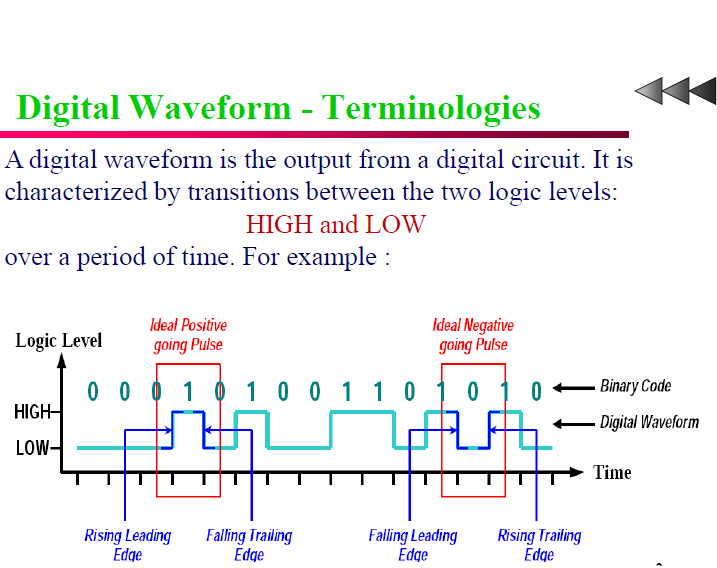 Digital Waveform - Terminologies
A digital waveform is the output from a digital circuit. It is
characterized by transitions between the two logic levels:
HIGH and LOW
over a period of time. For example :
Ideal Positive
going Pulse
Ideal Negative
going Pulse
Logic Level
0 0 0 1 0 1 0 0 1 1 0 1 0 1 0
Binary Code
HIGH
Digital Waveform
LOW
Time
Rising Leading
Edge
Falling Trailing
Edge
Falling Leading
Edge
Rising Trailing
Edge